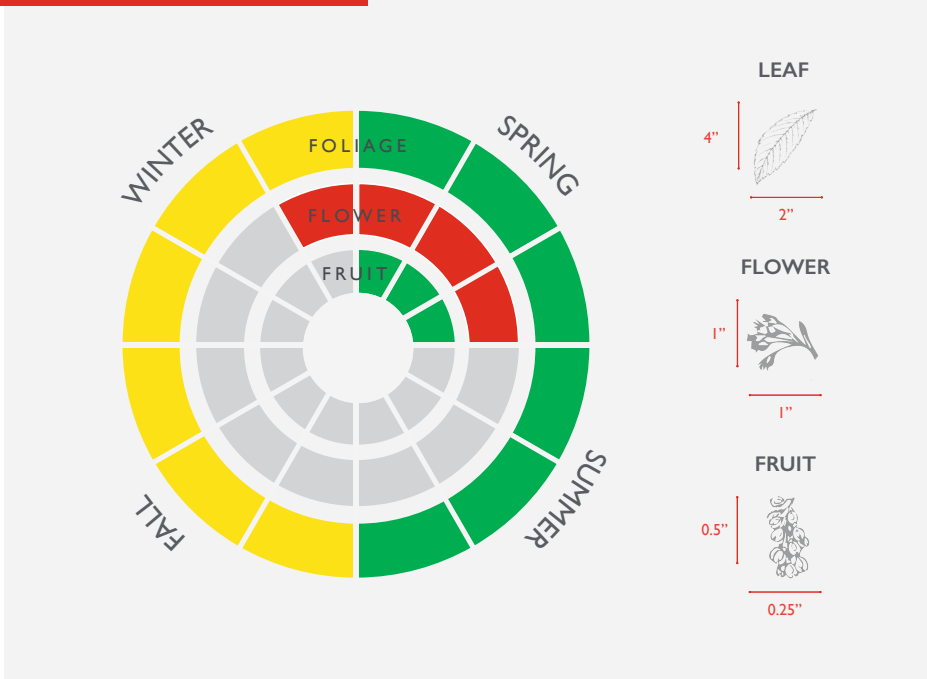 WINTER
SPRING
FOLIAGE
FLOWER
FRUIT
FALL
SUMMER
LEAF
4”
2”
FLOWER
1”
1”
FRUIT
0.5”
0.25”